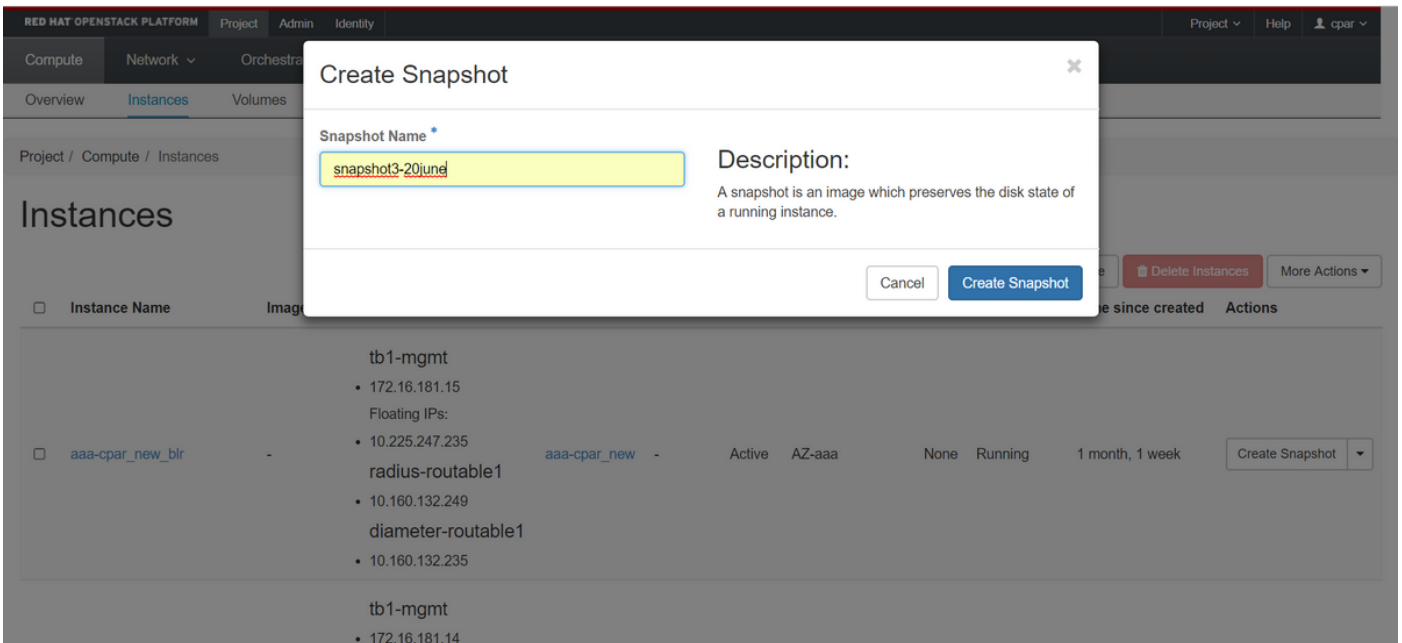 RED HAT OPENSTACK PLATFORM Project Admin Identity Project Help cpar
Compute Network Orchestra
Overview Instances Volumes
Create Snapshot
Snapshot Name *
snapshot3-20june
Description:
A snapshot is an image which preserves the disk state of
a running instance.
Cancel Create Snapshot
Project / Compute / Instances
Instances
e Delete Instances More Actions
Instance Name Imag e since created Actions
tb1-mgmt
• 172.16.181.15
Floating IPs:
• 10.225.247.235
aaa-cpar_new_blr - aaa-cpar_new - Active AZ-aaa None Running 1 month, 1 week Create Snapshot
radius-routable1
• 10.160.132.249
diameter-routable1
• 10.160.132.235
tb1-mgmt
• 172.16.181.14